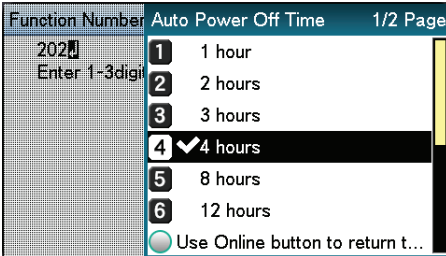 Function Number
202
Enter 1-3digi
Auto Power Off Time 1/2 Page
1 1 hour
2 2 hours
3 3 hours
4 4 hours
5 8 hours
6 12 hours
Use Online button to return t...